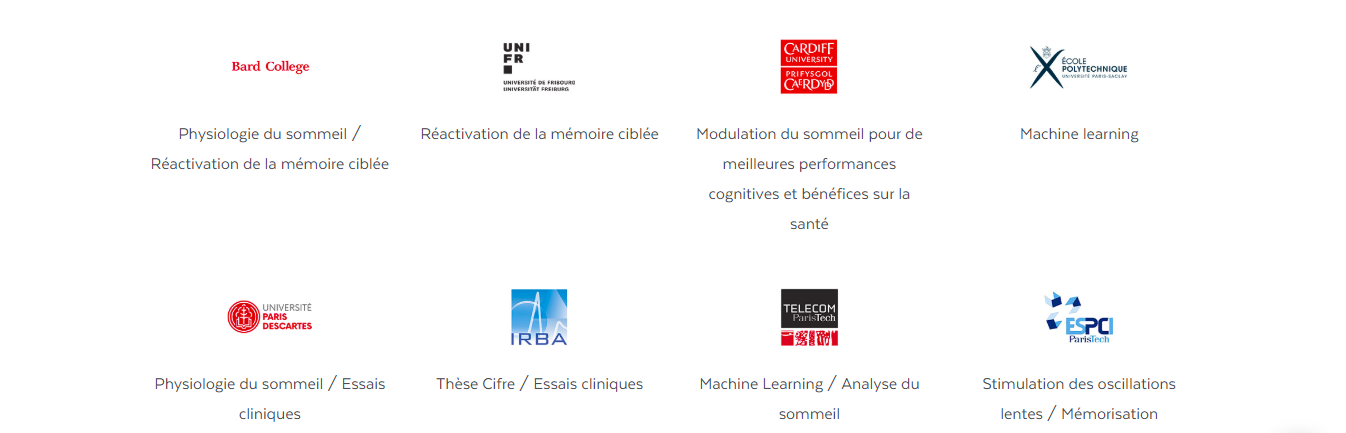 Bard College
UNI
FR
UNIVERSITÉ DE FRIBOURG
UNIVERSITÄT FREIBURG
CARDIFF
UNIVERSITY
PRIFYSGOL
CAERDYDD
ÉCOLE
POLYTECHNIQUE
UNIVERSITÉ PARIS-SACLAY
Physiologie du sommeil /
Réactivation de la mémoire ciblée
Réactivation de la mémoire ciblée
Modulation du sommeil pour de
meilleures performances
cognitives et bénéfices sur la
santé
Machine learning
UNIVERSITÉ
PARIS
DESCARTES
IRBA
TELECOM
ParisTech
ESPCI
ParisTech
Physiologie du sommeil / Essais
cliniques
Thèse Cifre / Essais cliniques
Machine Learning / Analyse du
sommeil
Stimulation des oscillations
lentes / Mémorisation